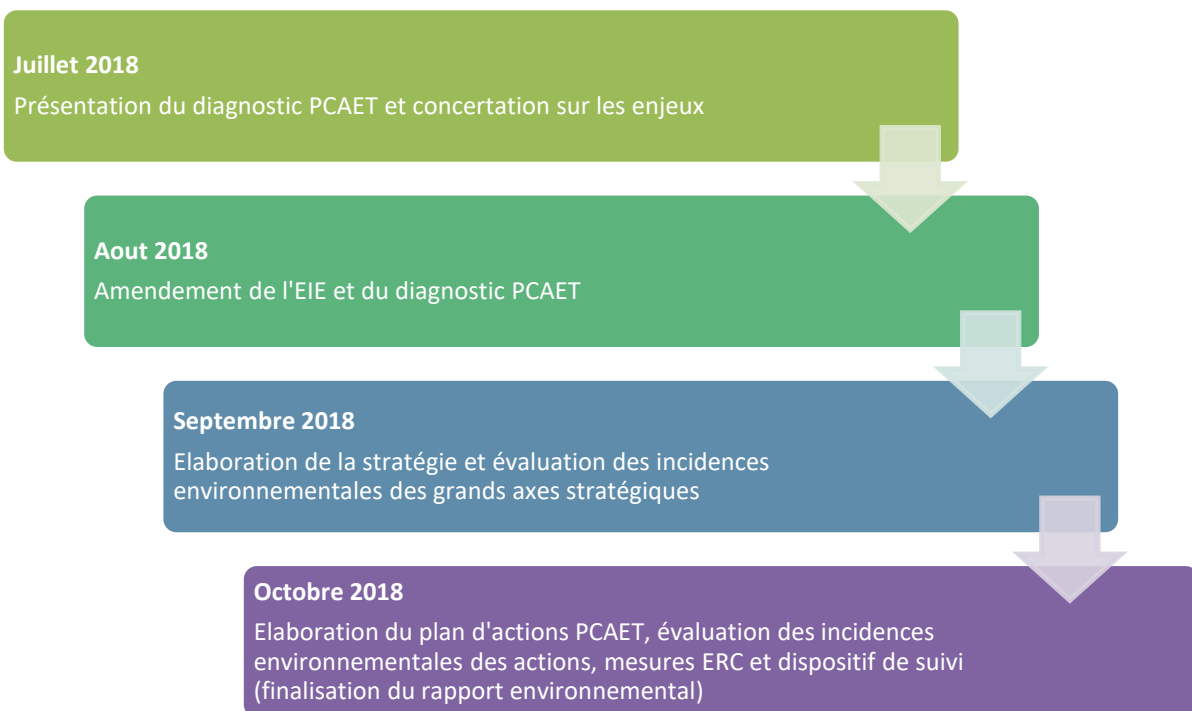 Juillet 2018
Présentation du diagnostic PCAET et concertation sur les enjeux
Aout 2018
Amendement de l'EIE et du diagnostic PCAET
Septembre 2018
Elaboration de la stratégie et évaluation des incidences
environnementales des grands axes stratégiques
Octobre 2018
Elaboration du plan d'actions PCAET, évaluation des incidences
environnementales des actions, mesures ERC et dispositif de suivi
(finalisation du rapport environnemental)